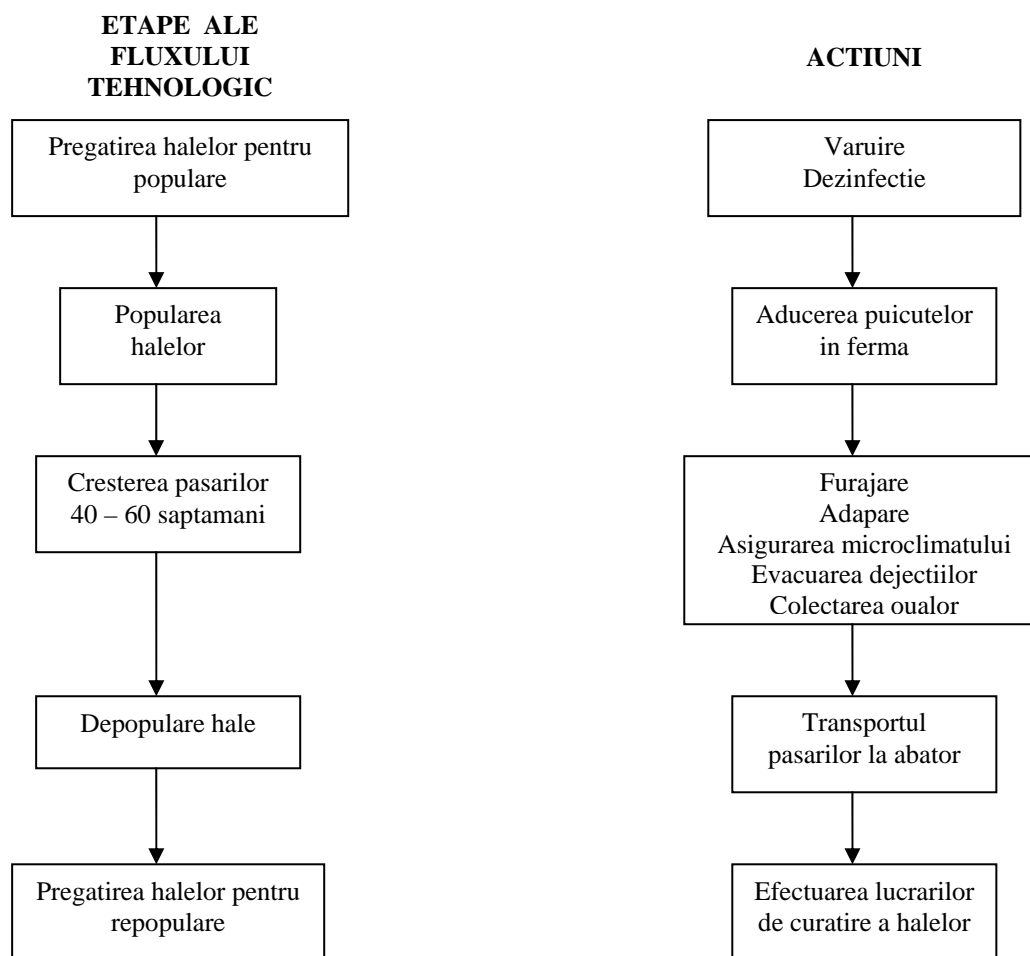 ETAPE ALE
FLUXULUI
TEHNOLOGIC
Pregatirea halelor pentru
populare
Popularea
halelor
Cresterea pasarilor
40 – 60 saptamani
Depopulare hale
Pregatirea halelor pentru
repopulare
ACTIUNI
Varuire
Dezinfectie
Aducerea puicutelor
in ferma
Furajare
Adapare
Asigurarea microclimatului
Evacuarea dejectiilor
Colectarea oualor
Transportul
pasarilor la abator
Efectuarea lucrarilor
de curatire a halelor